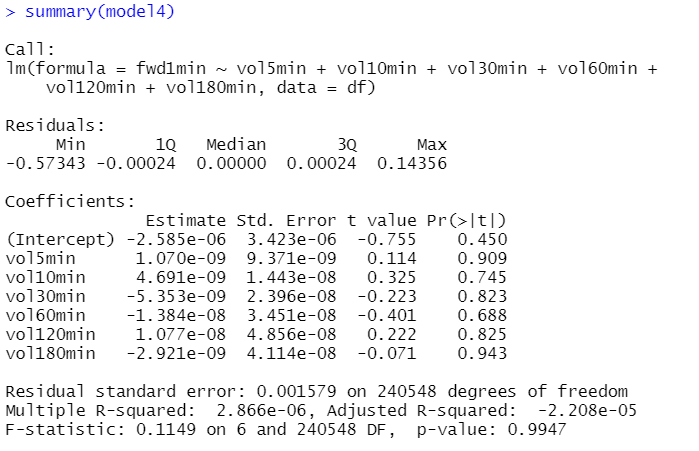 > summary(model4)
Call:
lm(formula = fwd1min ~ vol5min + vol10min + vol30min + vol60min +
    vol120min + vol180min, data = df)
Residuals:
     Min       1Q   Median       3Q      Max
-0.57343 -0.00024  0.00000  0.00024  0.14356
Coefficients:
              Estimate Std. Error t value Pr(>|t|)
(Intercept) -2.585e-06  3.423e-06  -0.755    0.450
vol5min      1.070e-09  9.371e-09   0.114    0.909
vol10min     4.691e-09  1.443e-08   0.325    0.745
vol30min    -5.353e-09  2.396e-08  -0.223    0.823
vol60min    -1.384e-08  3.451e-08  -0.401    0.688
vol120min    1.077e-08  4.856e-08   0.222    0.825
vol180min   -2.921e-09  4.114e-08  -0.071    0.943
Residual standard error: 0.001579 on 240548 degrees of freedom
Multiple R-squared:  2.866e-06, Adjusted R-squared:  -2.208e-05
F-statistic: 0.1149 on 6 and 240548 DF,  p-value: 0.9947